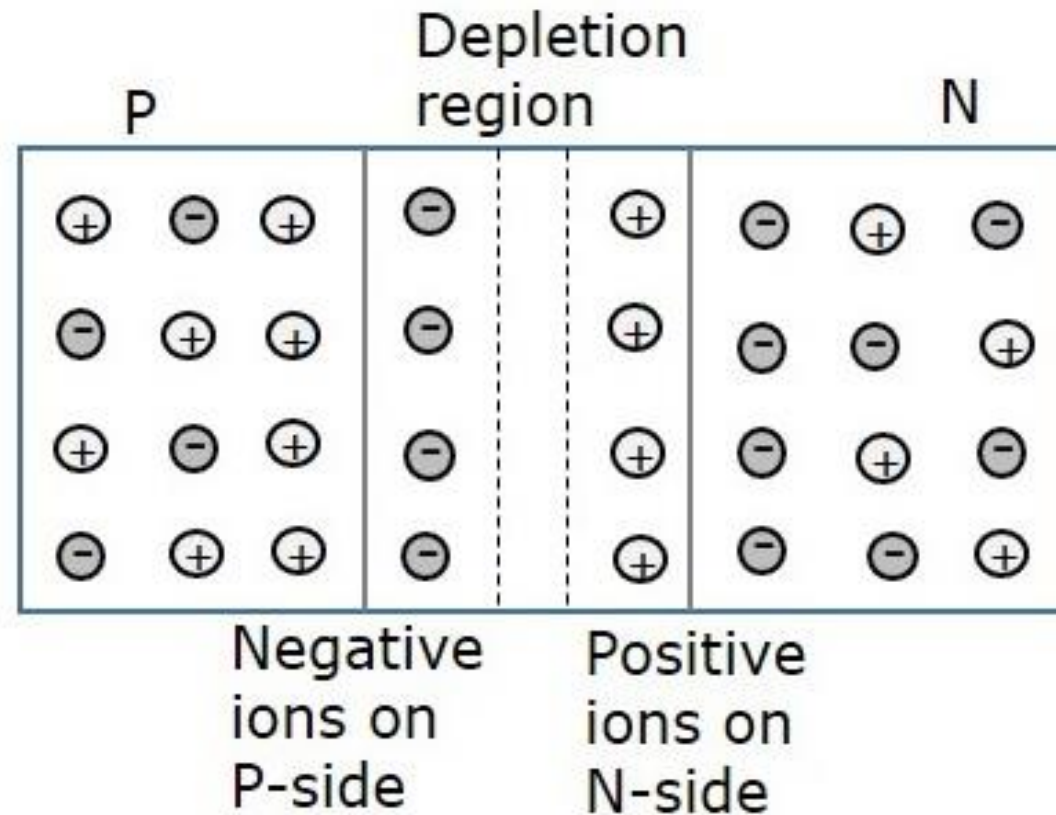 Depletion
region
P
N
+ - + - + - + -
- + + - + - - +
+ - + - + - + -
- + + - + - - +
Negative
ions on
P-side
Positive
ions on
N-side